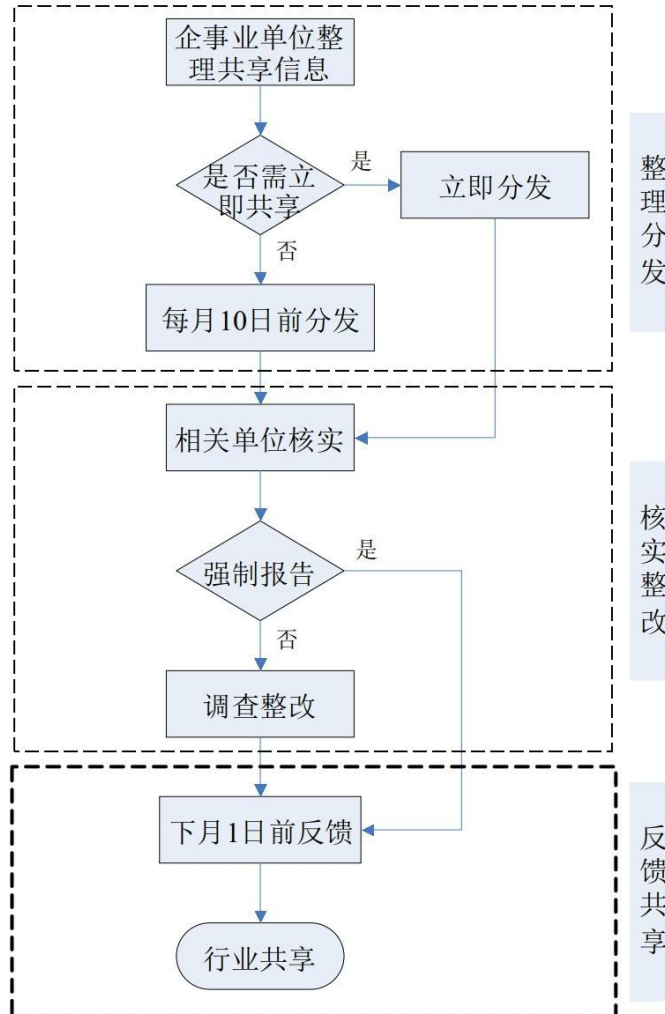 企事业单位整
理共享信息
是否需立
即共享
是
立即分发
否
每月10日前分发
整
理
分
发
相关单位核实
强制报告
是
否
调查整改
核
实
整
改
下月1日前反馈
行业共享
反
馈
共
享